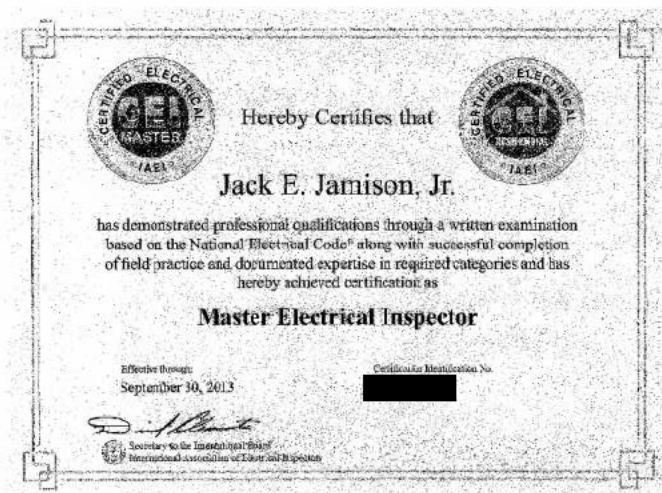 CERTIFIED ELECTRICAL
CEI
MASTER
IAEI
CERTIFIED ELECTRICAL
CEI
RESIDENTIAL
IAEI
Hereby Certifies that
Jack E. Jamison, Jr.
has demonstrated professional qualifications through a written examination
based on the National Electrical Code® along with successful completion
of field practice and documented expertise in required categories and has
hereby achieved certification as
Master Electrical Inspector
Effective through:
September 30, 2013
Certification Identification No.
Secretary to the International Board
International Association of Electrical Inspectors